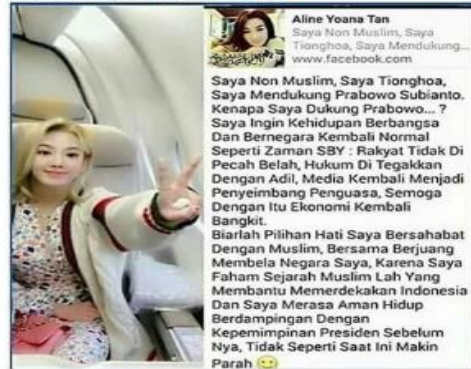 Aline Yoana Tan
Saya Non Muslim, Saya
Tionghoa, Saya Mendukung...
www.facebook.com
Saya Non Muslim, Saya Tionghoa,
Saya Mendukung Prabowo Subianto.
Kenapa Saya Dukung Prabowo... ?
Saya Ingin Kehidupan Berbangsa
Dan Bernegara Kembali Normal
Seperti Zaman SBY : Rakyat Tidak Di
Pecah Belah, Hukum Di Tegakkan
Dengan Adil, Media Kembali Menjadi
Penyeimbang Penguasa, Semoga
Dengan Itu Ekonomi Kembali
Bangkit.
Biarlah Pilihan Hati Saya Bersahabat
Dengan Muslim, Bersama Berjuang
Membela Negara Saya, Karena Saya
Faham Sejarah Muslim Lah Yang
Membantu Memerdekakan Indonesia
Dan Saya Merasa Aman Hidup
Berdampingan Dengan
Kepemimpinan Presiden Sebelum
Nya, Tidak Seperti Saat Ini Makin
Parah